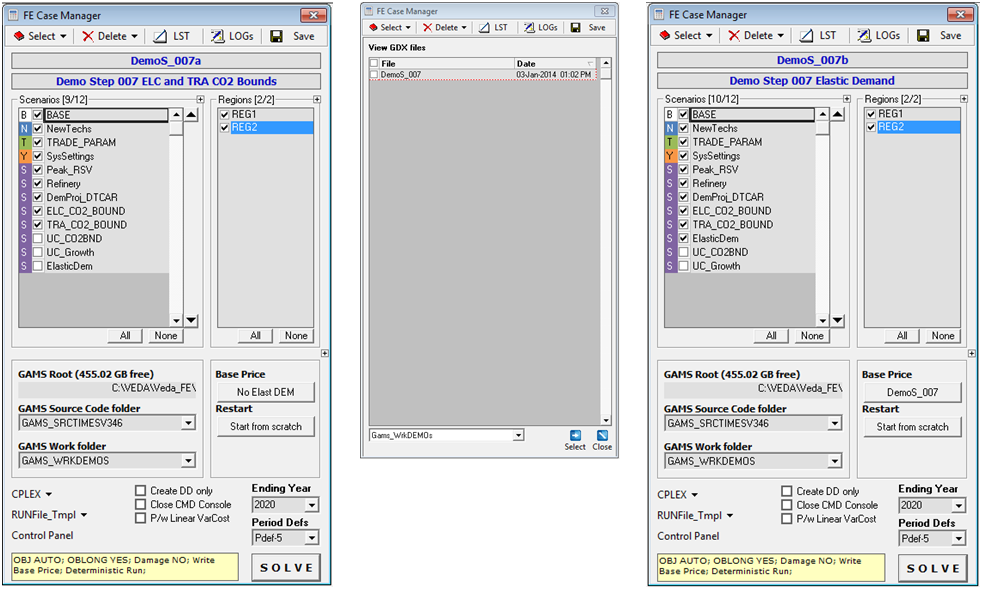 FE Case Manager
Select Delete LST LOGs Save
DemoS_007a
Demo Step 007 ELC and TRA CO2 Bounds
Scenarios [9/12] Regions [2/2]
B BASE REG1
N NewTechs REG2
T TRADE_PARAM
Y SysSettings
S Peak_RSV
S Refinery
S DemProj_DTCAR
S ELC_CO2_BOUND
S TRA_CO2_BOUND
S UC_CO2BND
S UC_Growth
S ElasticDem
All None All None
GAMS Root (455.02 GB free) Base Price
C:\VEDA\Veda_FE\ No Elast DEM
GAMS Source Code folder Restart
GAMS_SRCTIMESV346 Start from scratch
GAMS Work folder
GAMS_WRKDEMOS
CPLEX Create DD only Ending Year
Close CMD Console 2020
RUNFile_Tmpl P/w Linear VarCost Period Defs
Control Panel Pdef-5
OBJ AUTO; OBLONG YES; Damage NO; Write
Base Price; Deterministic Run;
SOLVE
FE Case Manager
Select Delete LST LOGs Save
View GDX files
File Date
DemoS_007 03-Jan-2014 01:02 PM
Gams_WrkDEMOs
Select Close
FE Case Manager
Select Delete LST LOGs Save
DemoS_007b
Demo Step 007 Elastic Demand
Scenarios [10/12] Regions [2/2]
B BASE REG1
N NewTechs REG2
T TRADE_PARAM
Y SysSettings
S Peak_RSV
S Refinery
S DemProj_DTCAR
S ELC_CO2_BOUND
S TRA_CO2_BOUND
S ElasticDem
S UC_CO2BND
S UC_Growth
All None All None
GAMS Root (455.02 GB free) Base Price
C:\VEDA\Veda_FE\ DemoS_007
GAMS Source Code folder Restart
GAMS_SRCTIMESV346 Start from scratch
GAMS Work folder
GAMS_WRKDEMOS
CPLEX Create DD only Ending Year
Close CMD Console 2020
RUNFile_Tmpl P/w Linear VarCost Period Defs
Control Panel Pdef-5
OBJ AUTO; OBLONG YES; Damage NO; Write
Base Price; Deterministic Run;
SOLVE